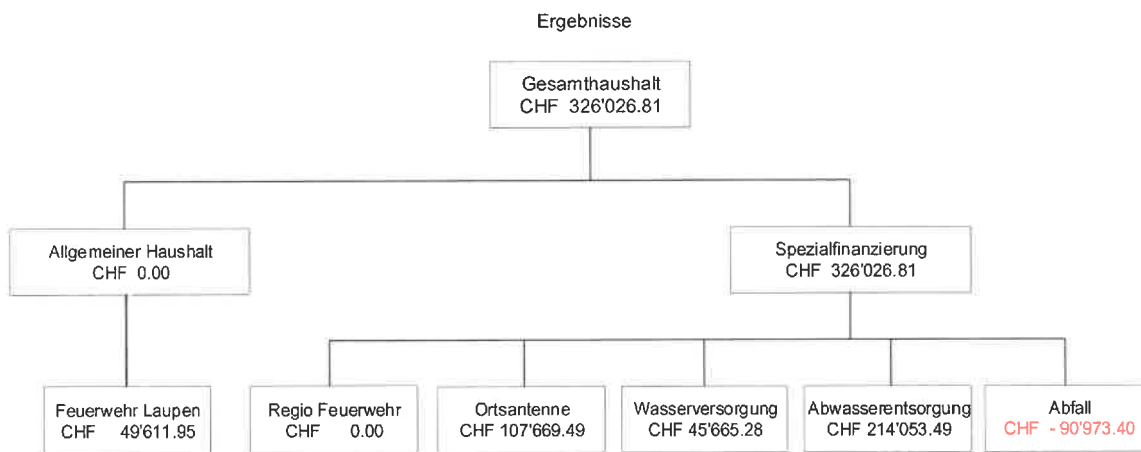 Ergebnisse
Gesamthaushalt
CHF 326'026.81
Allgemeiner Haushalt
CHF 0.00
Spezialfinanzierung
CHF 326'026.81
Feuerwehr Laupen
CHF 49'611.95
Regio Feuerwehr
CHF 0.00
Ortsantenne
CHF 107'669.49
Wasserversorgung
CHF 45'665.28
Abwasserentsorgung
CHF 214'053.49
Abfall
CHF - 90'973.40